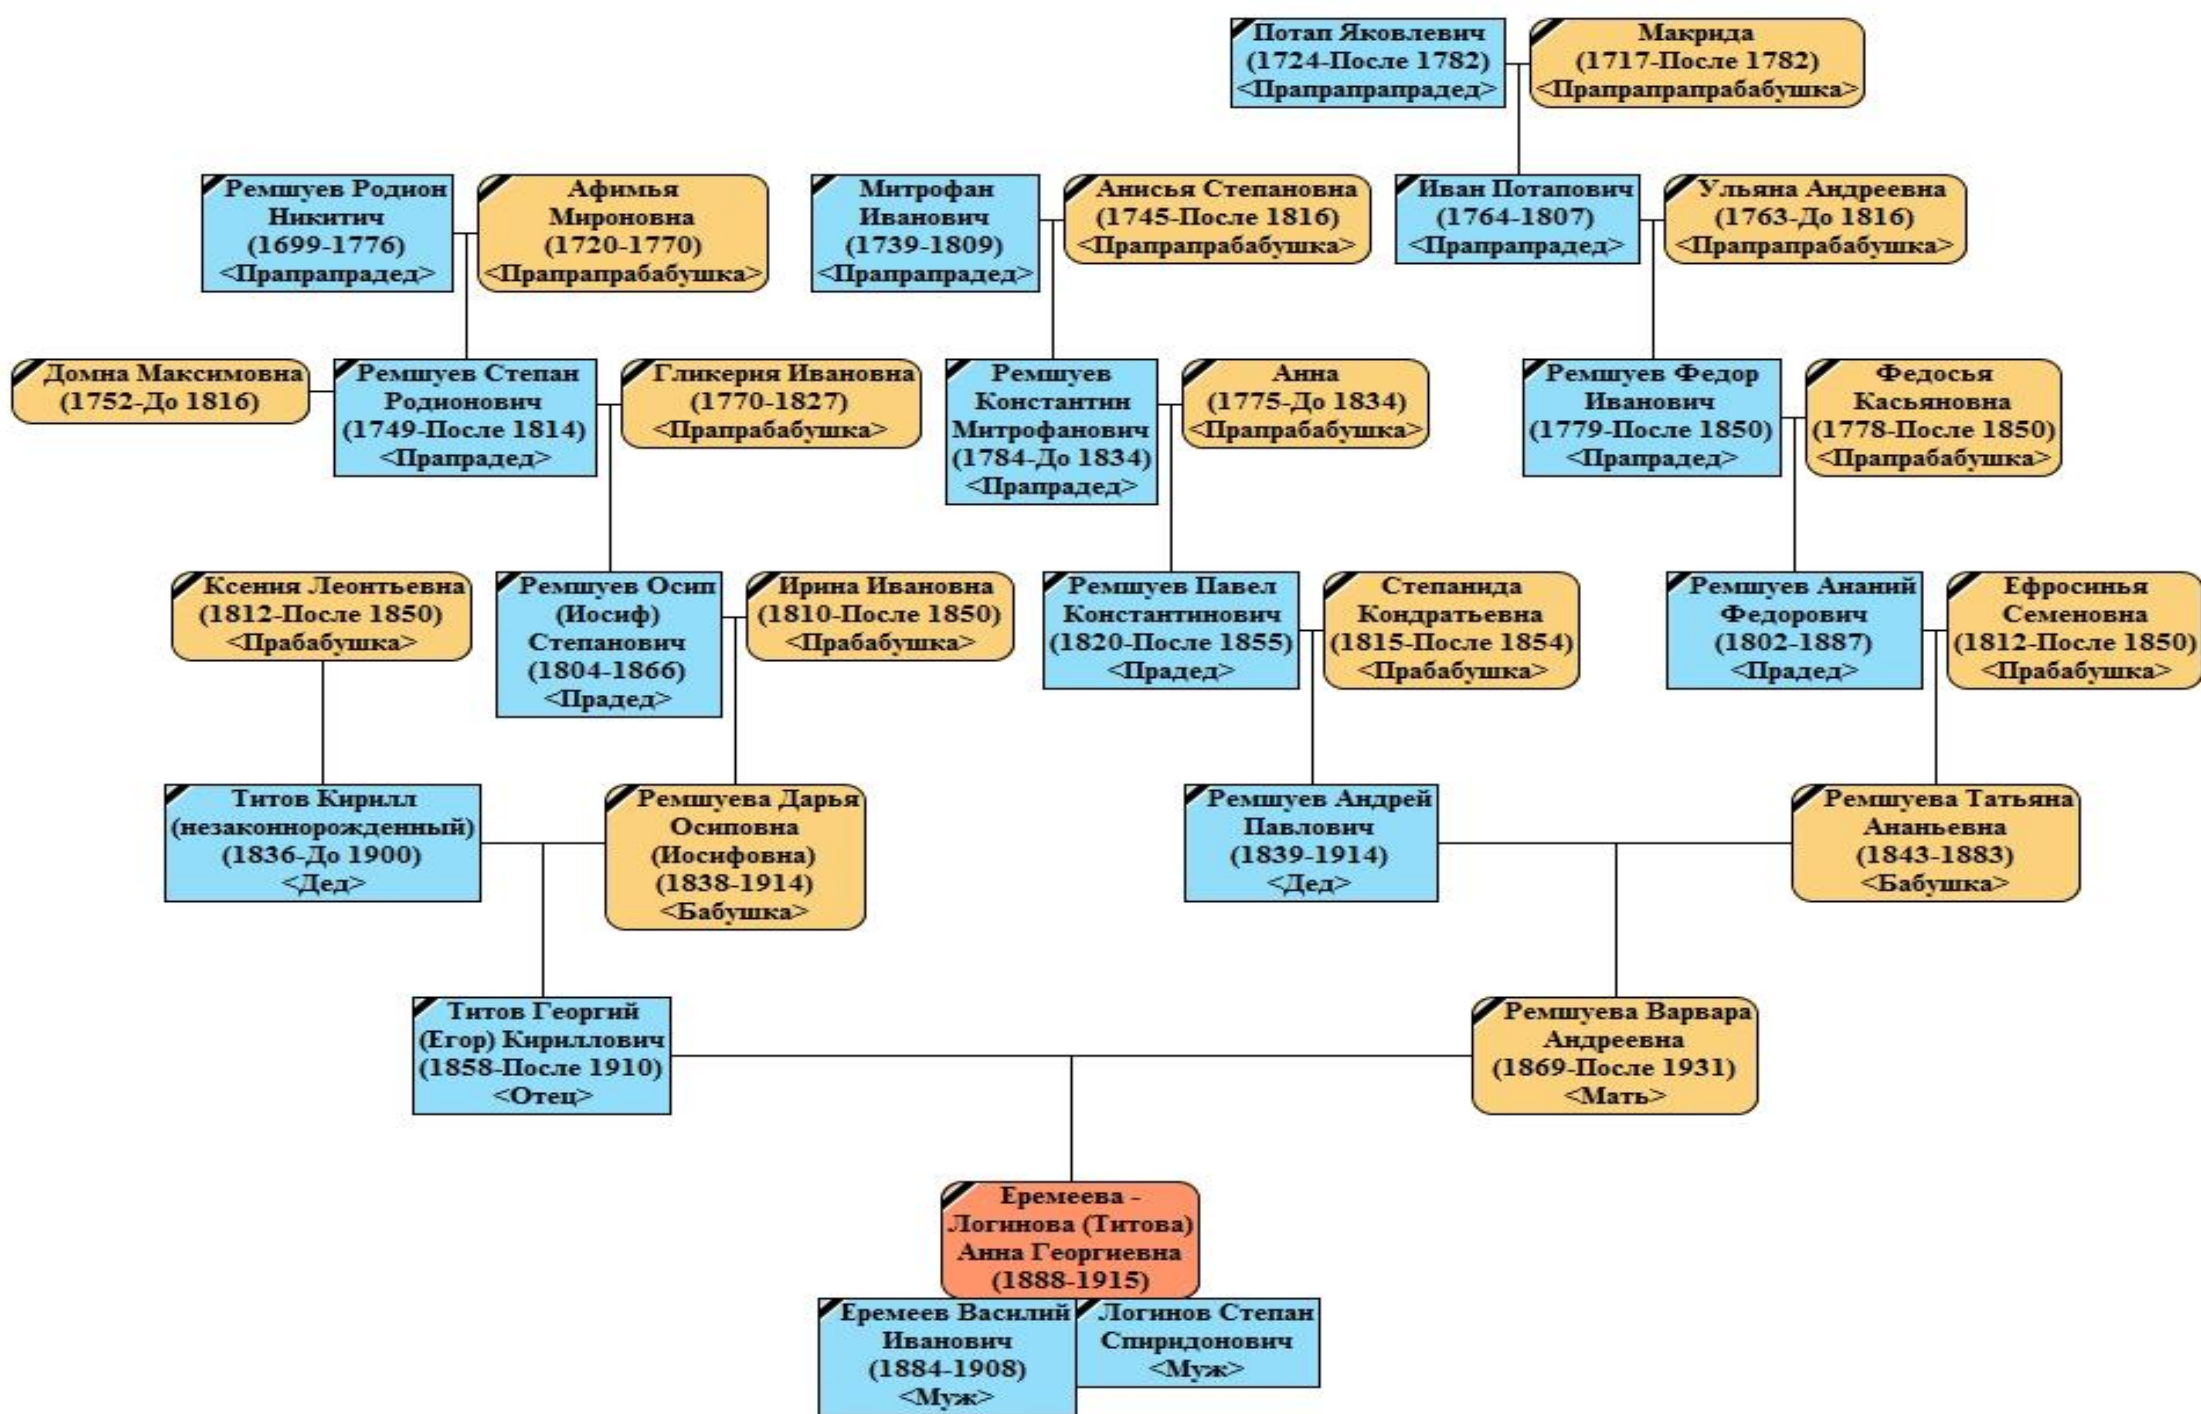 Потап Яковлевич
(1724-После 1782)
<Прапрапрапрадед>
Макрида
(1717-После 1782)
<Прапрапрапрабабушка>
Ремшуев Родион
Никитич
(1699-1776)
<Прапрапрадед>
Афимья
Мироновна
(1720-1770)
<Прапрапрабабушка>
Митрофан
Иванович
(1739-1809)
<Прапрапрадед>
Анисья Степановна
(1745-После 1816)
<Прапрапрабабушка>
Иван Потапович
(1764-1807)
<Прапрапрадед>
Ульяна Андреевна
(1763-До 1816)
<Прапрапрабабушка>
Домна Максимовна
(1752-До 1816)
Ремшуев Степан
Родионович
(1749-После 1814)
<Прапрадед>
Гликерия Ивановна
(1770-1827)
<Прапрабабушка>
Ремшуев
Константин
Митрофанович
(1784-До 1834)
<Прапрадед>
Анна
(1775-До 1834)
<Прапрабабушка>
Ремшуев Федор
Иванович
(1779-После 1850)
<Прапрадед>
Федосья
Касьяновна
(1778-После 1850)
<Прапрабабушка>
Ксения Леонтьевна
(1812-После 1850)
<Прабабушка>
Ремшуев Осип
(Иосиф)
Степанович
(1804-1866)
<Прадед>
Ирина Ивановна
(1810-После 1850)
<Прабабушка>
Ремшуев Павел
Константинович
(1820-После 1855)
<Прадед>
Степанида
Кондратьевна
(1815-После 1854)
<Прабабушка>
Ремшуев Ананий
Федорович
(1802-1887)
<Прадед>
Ефросинья
Семеновна
(1812-После 1850)
<Прабабушка>
Титов Кирилл
(незаконнорожденный)
(1836-До 1900)
<Дед>
Ремшуева Дарья
Осиповна
(Иосифовна)
(1838-1914)
<Бабушка>
Ремшуев Андрей
Павлович
(1839-1914)
<Дед>
Ремшуева Татьяна
Ананьевна
(1843-1883)
<Бабушка>
Титов Георгий
(Егор) Кириллович
(1858-После 1910)
<Отец>
Ремшуева Варвара
Андреевна
(1869-После 1931)
<Мать>
Еремеева -
Логинова (Титова)
Анна Георгиевна
(1888-1915)
Еремеев Василий
Иванович
(1884-1908)
<Муж>
Логинов Степан
Спиридонович
<Муж>